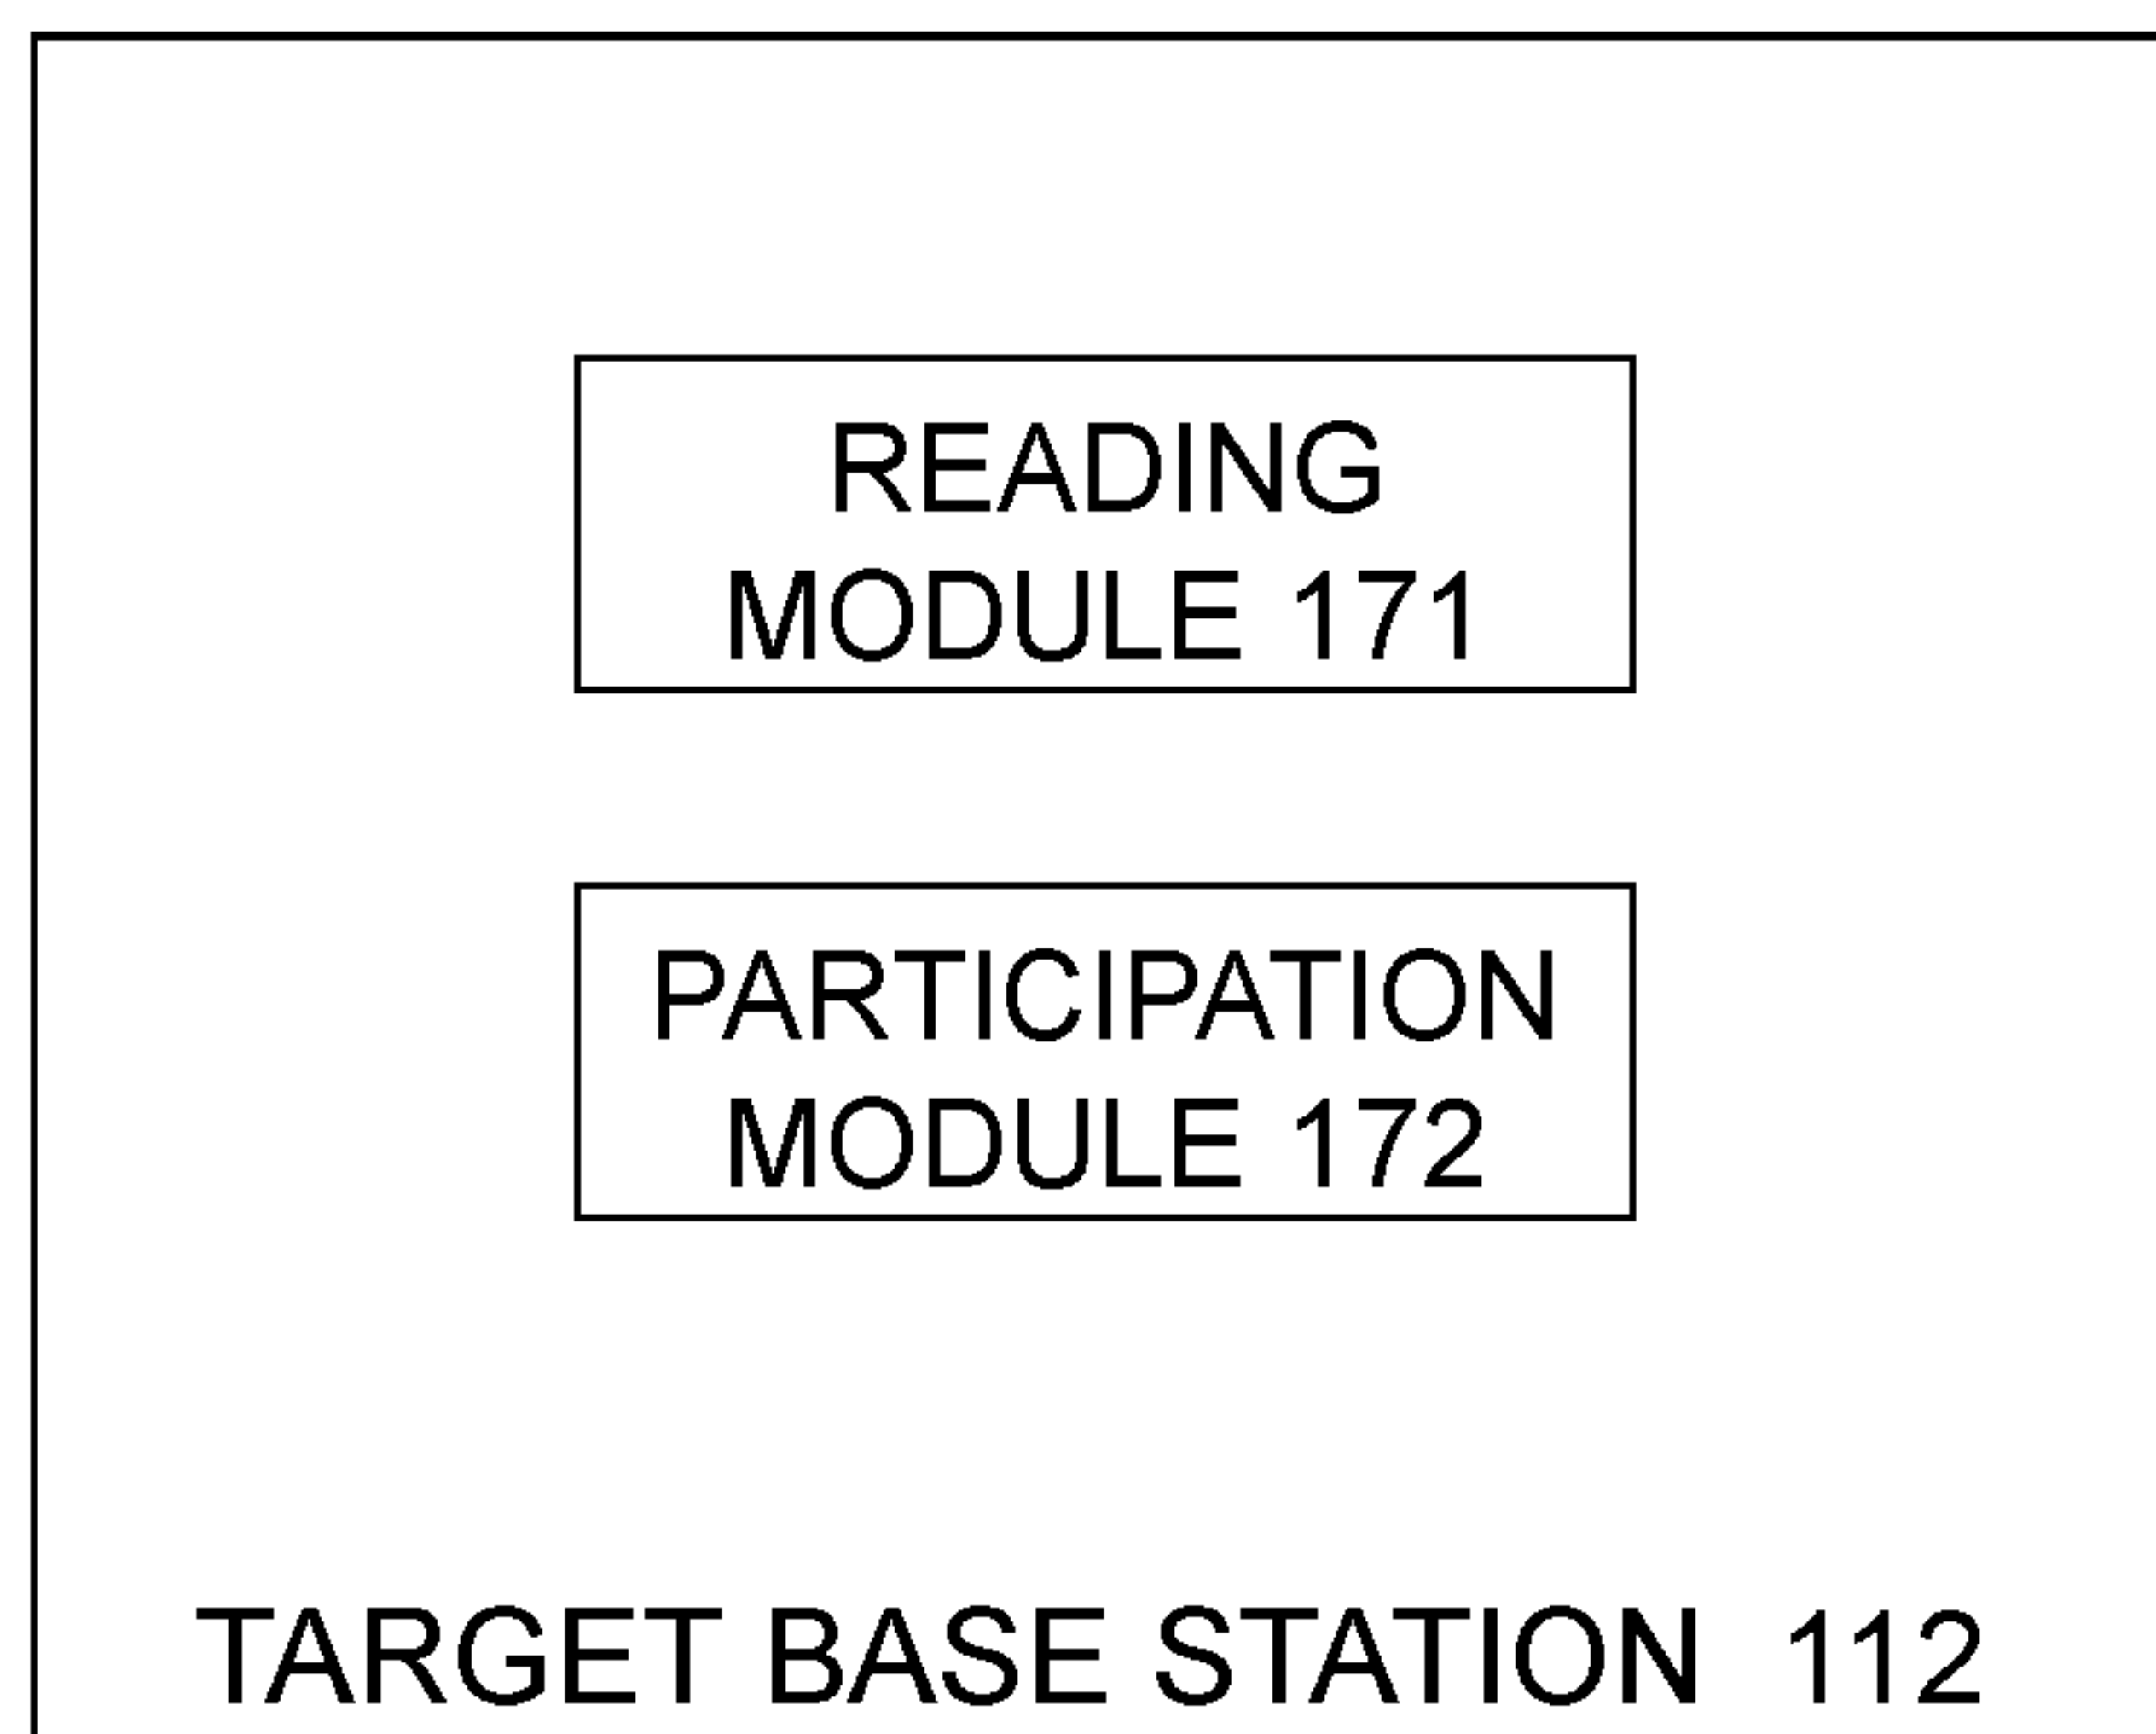 READING
MODULE 171
PARTICIPATION
MODULE 172
TARGET BASE STATION 112